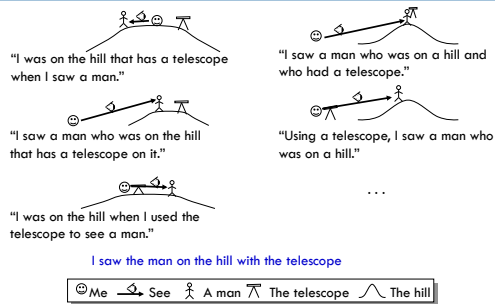 "I was on the hill that has a telescope
when I saw a man."
"I saw a man who was on a hill and
who had a telescope."
"I saw a man who was on the hill
that has a telescope on it."
"Using a telescope, I saw a man who
was on a hill."
"I was on the hill when I used the
telescope to see a man."
. . .
I saw the man on the hill with the telescope
Me See A man The telescope The hill